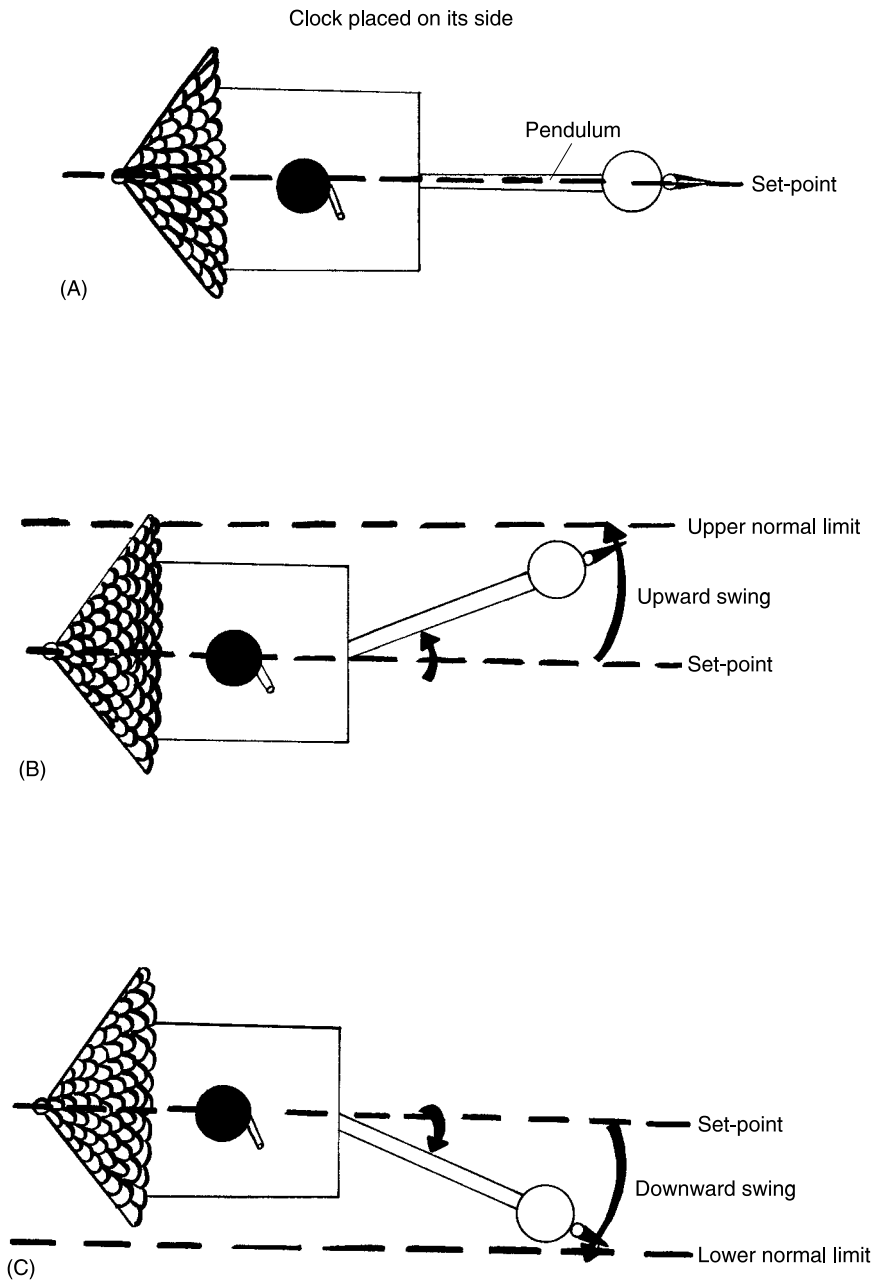 Clock placed on its side
Pendulum
Set-point
(A)
Upper normal limit
Upward swing
Set-point
(B)
Set-point
Downward swing
Lower normal limit
(C)